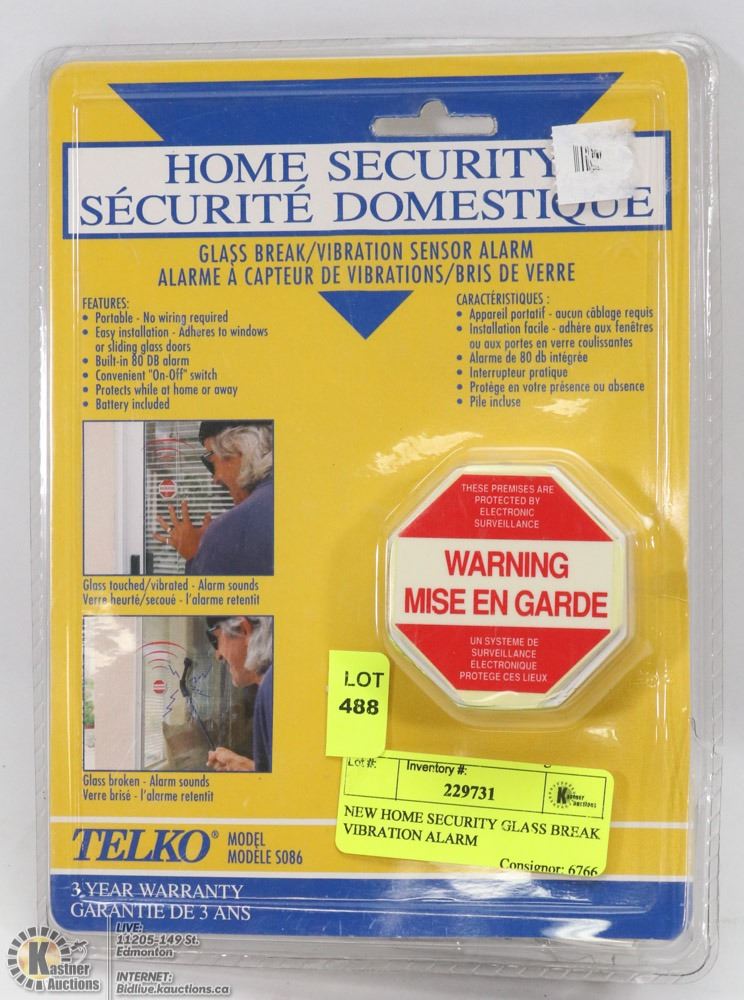 HOME SECURITY
SÉCURITÉ DOMESTIQUE
GLASS BREAK/VIBRATION SENSOR ALARM
ALARME À CAPTEUR DE VIBRATIONS/BRIS DE VERRE
FEATURES:
• Portable - No wiring required
• Easy installation - Adheres to windows
or sliding glass doors
• Built-in 80 DB alarm
• Convenient "On-Off" switch
• Protects while at home or away
• Battery included
CARACTÉRISTIQUES :
• Appareil portatif - aucun câblage requis
• Installation facile - adhère aux fenêtres
ou aux portes en verre coulissantes
• Alarme de 80 db intégrée
• Interrupteur pratique
• Protége en votre présence ou absence
• Pile incluse
Glass touched/vibrated - Alarm sounds
Verre heurté/secoué - l'alarme retentit
Glass broken - Alarm sounds
Verre brisé - l'alarme retentit
THESE PREMISES ARE
PROTECTED BY
ELECTRONIC
SURVEILLANCE
WARNING
MISE EN GARDE
UN SYSTEME DE
SURVEILLANCE
ELECTRONIQUE
PROTEGE CES LIEUX
LOT
488
Lot #:
Inventory #:
229731
Kastner
Auctions
NEW HOME SECURITY GLASS BREAK
VIBRATION ALARM
Consignor: 6766
TELKO® MODEL
MODÈLE S086
3 YEAR WARRANTY
GARANTIE DE 3 ANS
Kastner
Auctions
LIVE:
11205-149 St.
Edmonton
INTERNET:
Bidlive.kauctions.ca